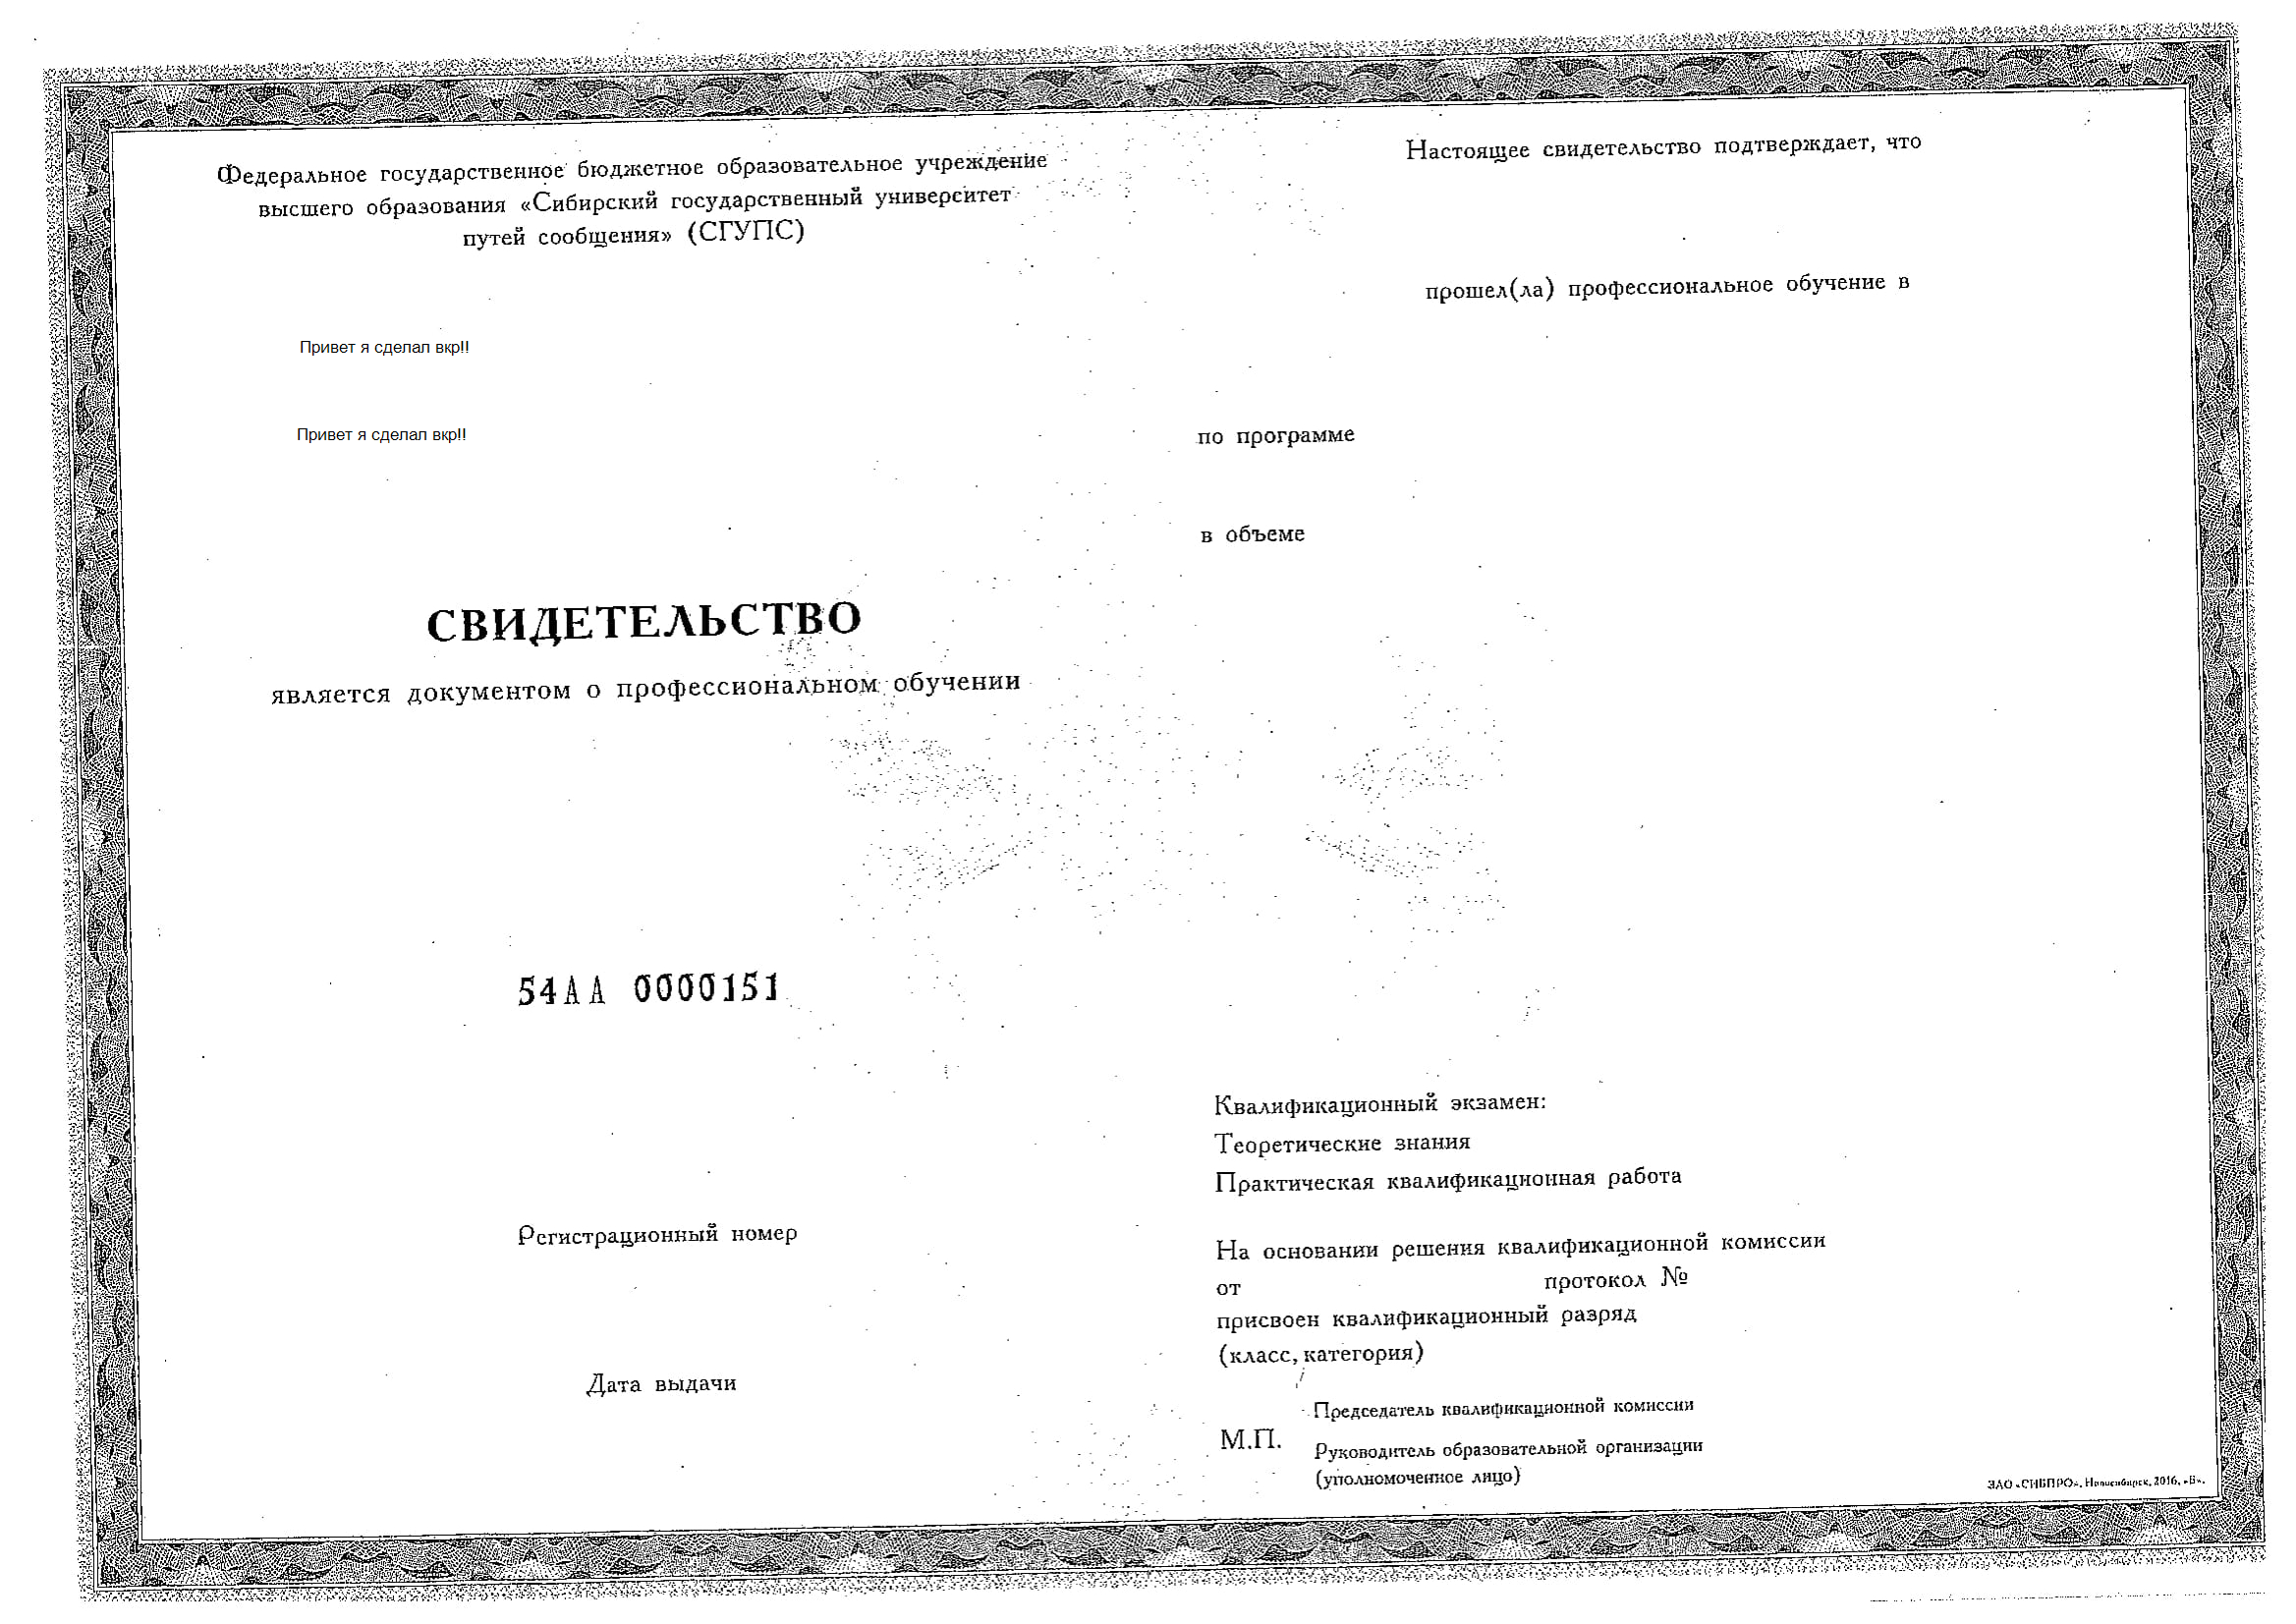 Федеральное государственное бюджетное образовательное учреждение
высшего образования «Сибирский государственный университет
путей сообщения» (СГУПС)
Привет я сделал вкр!!
Привет я сделал вкр!!
СВИДЕТЕЛЬСТВО
является документом о профессиональном обучении
54АА 0000151
Регистрационный номер
Дата выдачи
Настоящее свидетельство подтверждает, что
прошел(ла) профессиональное обучение в
по программе
в объеме
Квалификационный экзамен:
Теоретические знания
Практическая квалификационная работа
На основании решения квалификационной комиссии
от протокол №
присвоен квалификационный разряд
(класс, категория)
Председатель квалификационной комиссии
М.П.
Руководитель образовательной организации
(уполномоченное лицо)
ЗАО «СИБПРО», Новосибирск, 2016, «Б».